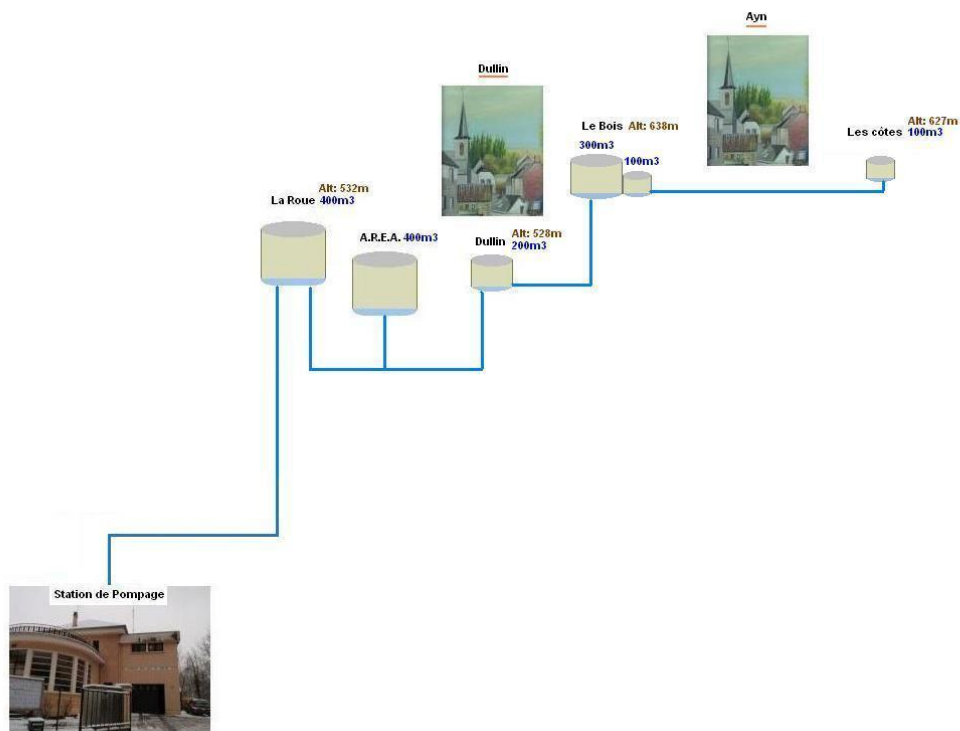 Ayn
Dullin
Le Bois Alt: 638m
300m3
100m3
Alt: 627m
Les côtes 100m3
Alt: 532m
La Roue 400m3
A.R.E.A. 400m3
Alt: 528m
Dullin 200m3
Station de Pompage